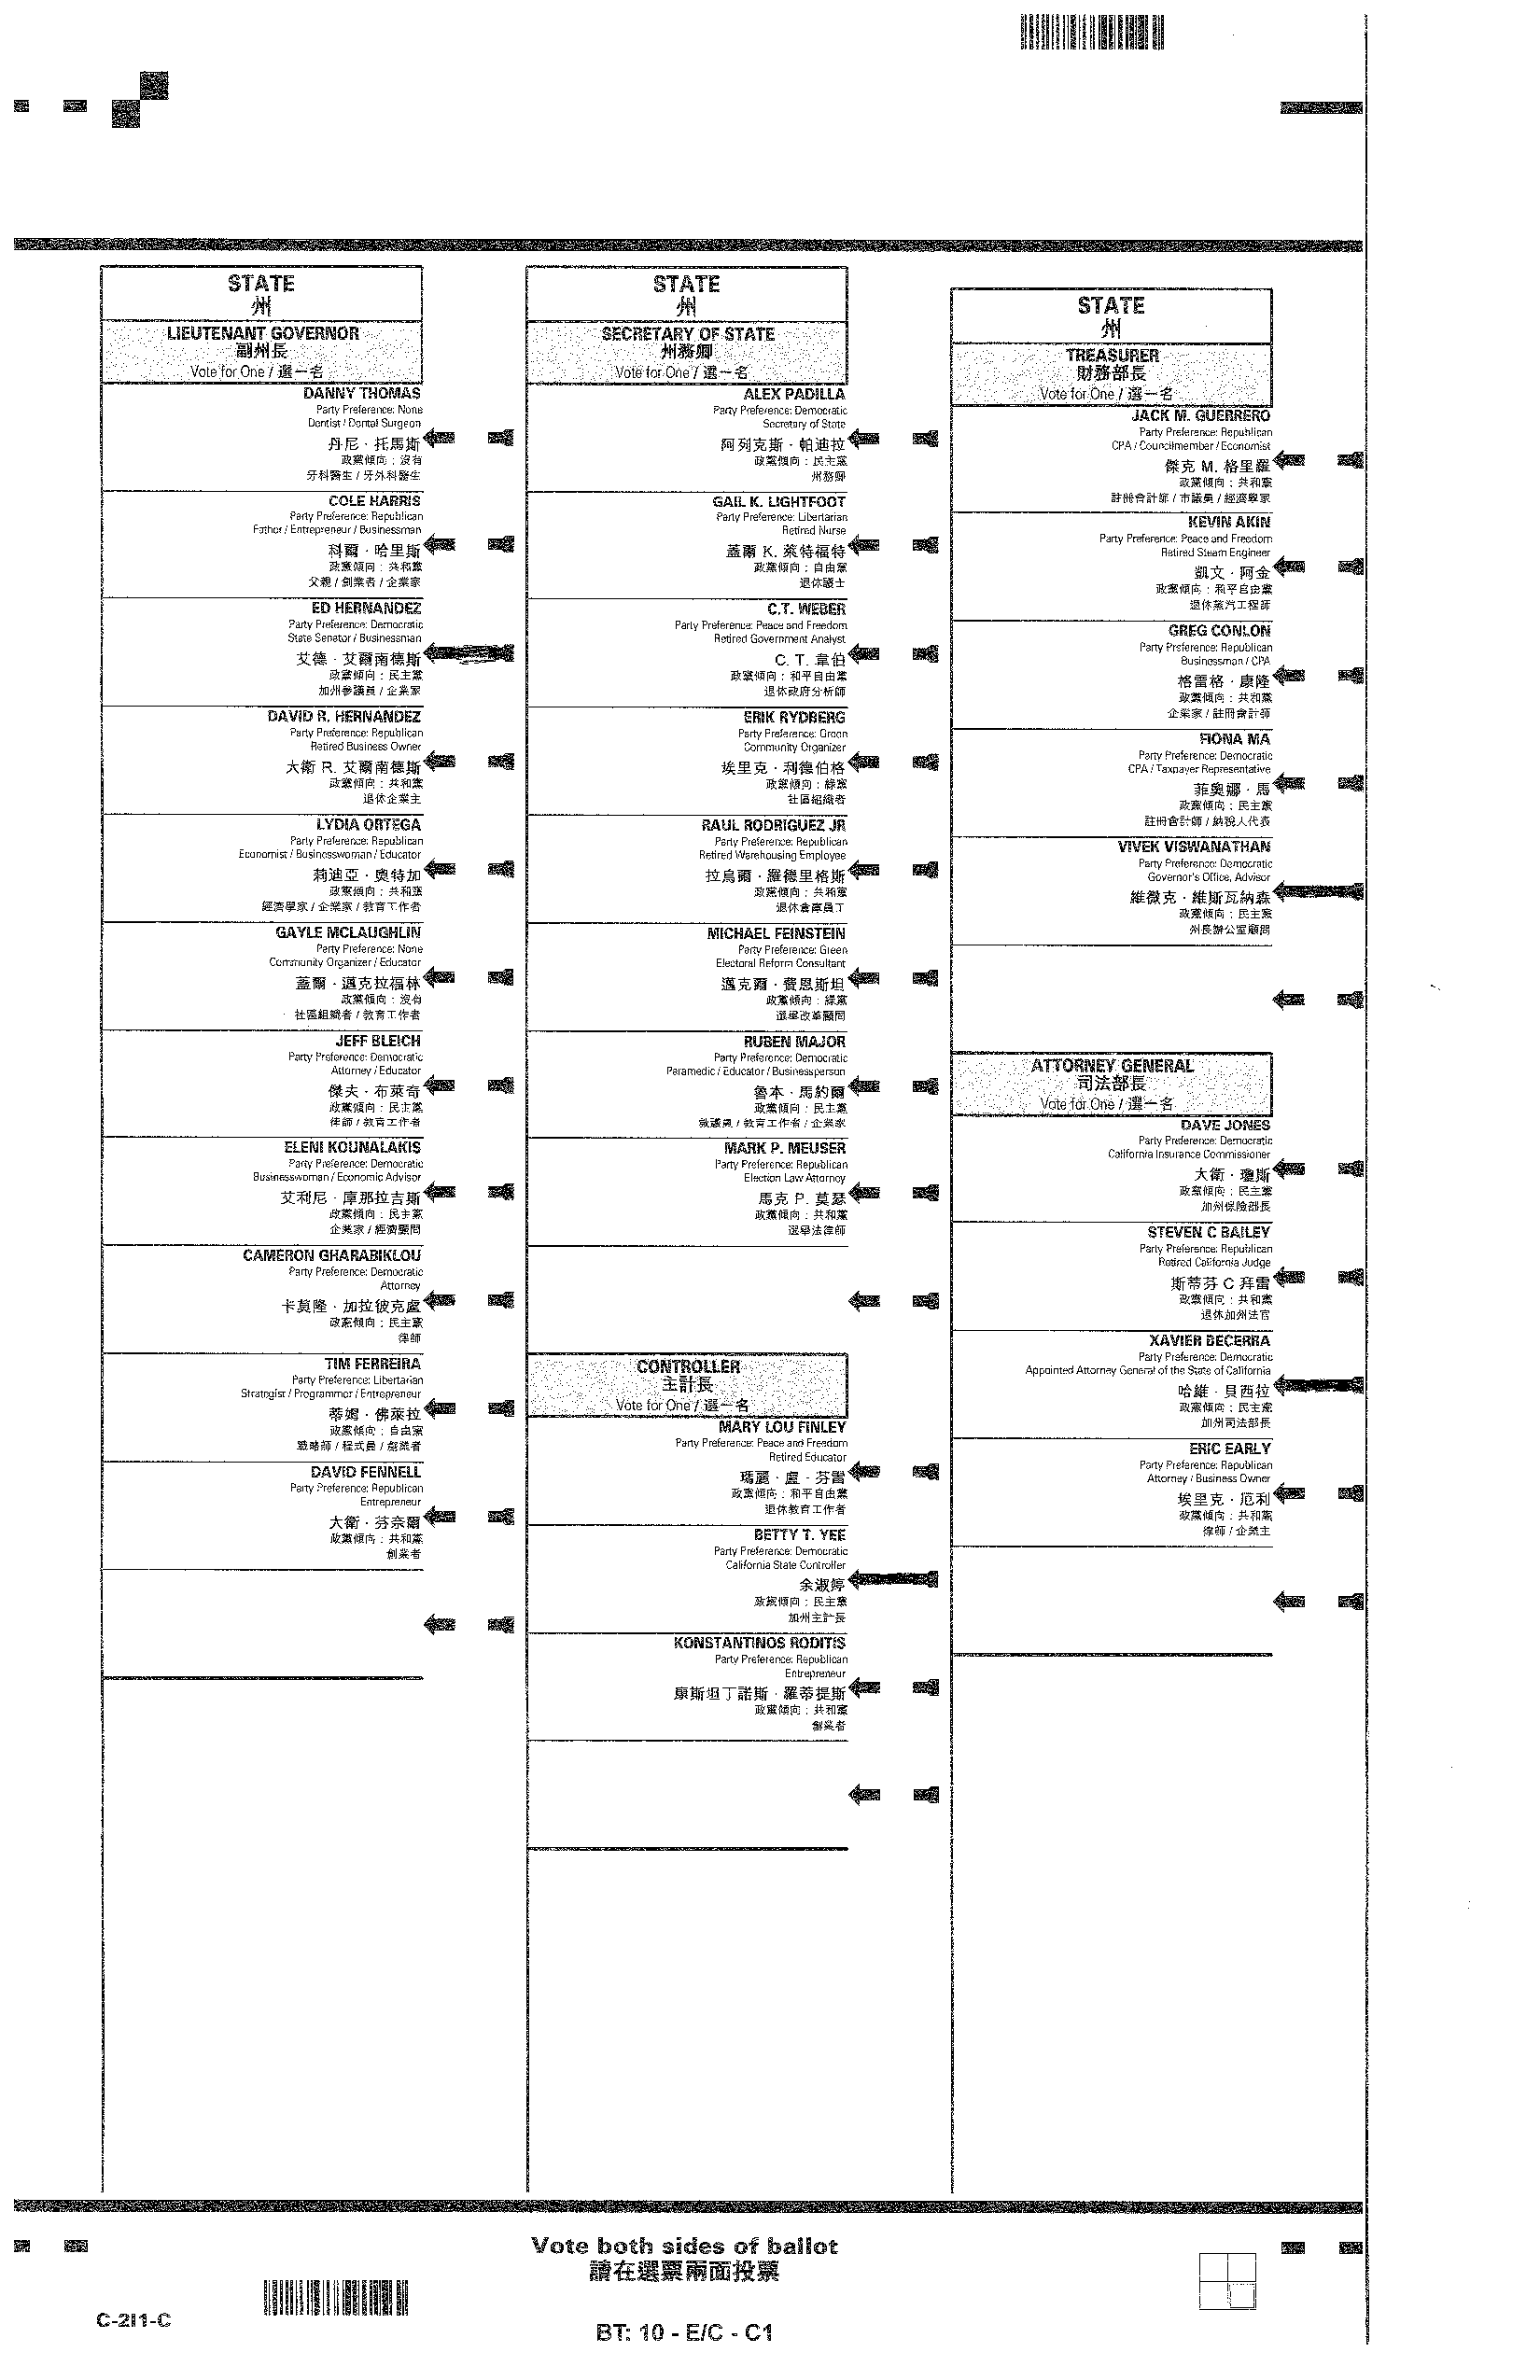 STATE
州
LIEUTENANT GOVERNOR
副州長
Vote for One / 選一名
DANNY THOMAS
Party Preference: None
Dentist / Dental Surgeon
丹尼·托馬斯
政黨傾向：沒有
牙科醫生 / 牙外科醫生
COLE HARRIS
Party Preference: Republican
Father / Entrepreneur / Businessman
科爾·哈里斯
政黨傾向：共和黨
父親 / 創業者 / 企業家
ED HERNANDEZ
Party Preference: Democratic
State Senator / Businessman
艾德·艾爾南德斯
政黨傾向：民主黨
加州參議員 / 企業家
DAVID R. HERNANDEZ
Party Preference: Republican
Retired Business Owner
大衛 R. 艾爾南德斯
政黨傾向：共和黨
退休企業主
LYDIA ORTEGA
Party Preference: Republican
Economist / Businesswoman / Educator
莉迪亞·奧特加
政黨傾向：共和黨
經濟學家 / 企業家 / 教育工作者
GAYLE MCLAUGHLIN
Party Preference: None
Community Organizer / Educator
蓋爾·邁克拉福林
政黨傾向：沒有
社區組織者 / 教育工作者
JEFF BLEICH
Party Preference: Democratic
Attorney / Educator
傑夫·布萊奇
政黨傾向：民主黨
律師 / 教育工作者
ELENI KOUNALAKIS
Party Preference: Democratic
Businesswoman / Economic Advisor
艾利尼·庫那拉吉斯
政黨傾向：民主黨
企業家 / 經濟顧問
CAMERON GHARABIKLOU
Party Preference: Democratic
Attorney
卡莫隆·加拉彼克盧
政黨傾向：民主黨
律師
TIM FERREIRA
Party Preference: Libertarian
Strategist / Programmer / Entrepreneur
蒂姆·佛萊拉
政黨傾向：自由黨
戰略師 / 程式員 / 創業者
DAVID FENNELL
Party Preference: Republican
Entrepreneur
大衛·芬奈爾
政黨傾向：共和黨
創業者
STATE
州
SECRETARY OF STATE
州務卿
Vote for One / 選一名
ALEX PADILLA
Party Preference: Democratic
Secretary of State
阿列克斯·帕迪拉
政黨傾向：民主黨
州務卿
GAIL K. LIGHTFOOT
Party Preference: Libertarian
Retired Nurse
蓋爾 K. 萊特福特
政黨傾向：自由黨
退休護士
C.T. WEBER
Party Preference: Peace and Freedom
Retired Government Analyst
C. T. 韋伯
政黨傾向：和平自由黨
退休政府分析師
ERIK RYDBERG
Party Preference: Green
Community Organizer
埃里克·利德伯格
政黨傾向：綠黨
社區組織者
RAUL RODRIGUEZ JR
Party Preference: Republican
Retired Warehousing Employee
拉烏爾·羅德里格斯
政黨傾向：共和黨
退休倉庫員工
MICHAEL FEINSTEIN
Party Preference: Green
Electoral Reform Consultant
邁克爾·費恩斯坦
政黨傾向：綠黨
選舉改革顧問
RUBEN MAJOR
Party Preference: Democratic
Paramedic / Educator / Businessperson
魯本·馬約爾
政黨傾向：民主黨
救護員 / 教育工作者 / 企業家
MARK P. MEUSER
Party Preference: Republican
Election Law Attorney
馬克 P. 莫瑟
政黨傾向：共和黨
選舉法律師
CONTROLLER
主計長
Vote for One / 選一名
MARY LOU FINLEY
Party Preference: Peace and Freedom
Retired Educator
瑪麗·盧·芬雷
政黨傾向：和平自由黨
退休教育工作者
BETTY T. YEE
Party Preference: Democratic
California State Controller
余淑婷
政黨傾向：民主黨
加州主計長
KONSTANTINOS RODITIS
Party Preference: Republican
Entrepreneur
康斯坦丁諾斯·羅蒂提斯
政黨傾向：共和黨
創業者
STATE
州
TREASURER
財務部長
Vote for One / 選一名
JACK M. GUERRERO
Party Preference: Republican
CPA / Councilmember / Economist
傑克 M. 格里羅
政黨傾向：共和黨
註冊會計師 / 市議員 / 經濟學家
KEVIN AKIN
Party Preference: Peace and Freedom
Retired Steam Engineer
凱文·阿金
政黨傾向：和平自由黨
退休蒸汽工程師
GREG CONLON
Party Preference: Republican
Businessman / CPA
格雷格·康隆
政黨傾向：共和黨
企業家 / 註冊會計師
FIONA MA
Party Preference: Democratic
CPA / Taxpayer Representative
菲奧娜·馬
政黨傾向：民主黨
註冊會計師 / 納稅人代表
VIVEK VISWANATHAN
Party Preference: Democratic
Governor's Office, Advisor
維微克·維斯瓦納森
政黨傾向：民主黨
州長辦公室顧問
ATTORNEY GENERAL
司法部長
Vote for One / 選一名
DAVE JONES
Party Preference: Democratic
California Insurance Commissioner
大衛·瓊斯
政黨傾向：民主黨
加州保險部長
STEVEN C BAILEY
Party Preference: Republican
Retired California Judge
斯蒂芬 C 拜雷
政黨傾向：共和黨
退休加州法官
XAVIER BECERRA
Party Preference: Democratic
Appointed Attorney General of the State of California
哈維·貝西拉
政黨傾向：民主黨
加州司法部長
ERIC EARLY
Party Preference: Republican
Attorney / Business Owner
埃里克·厄利
政黨傾向：共和黨
律師 / 企業主
Vote both sides of ballot
請在選票兩面投票
C-2I1-C
BT: 10 - E/C - C1